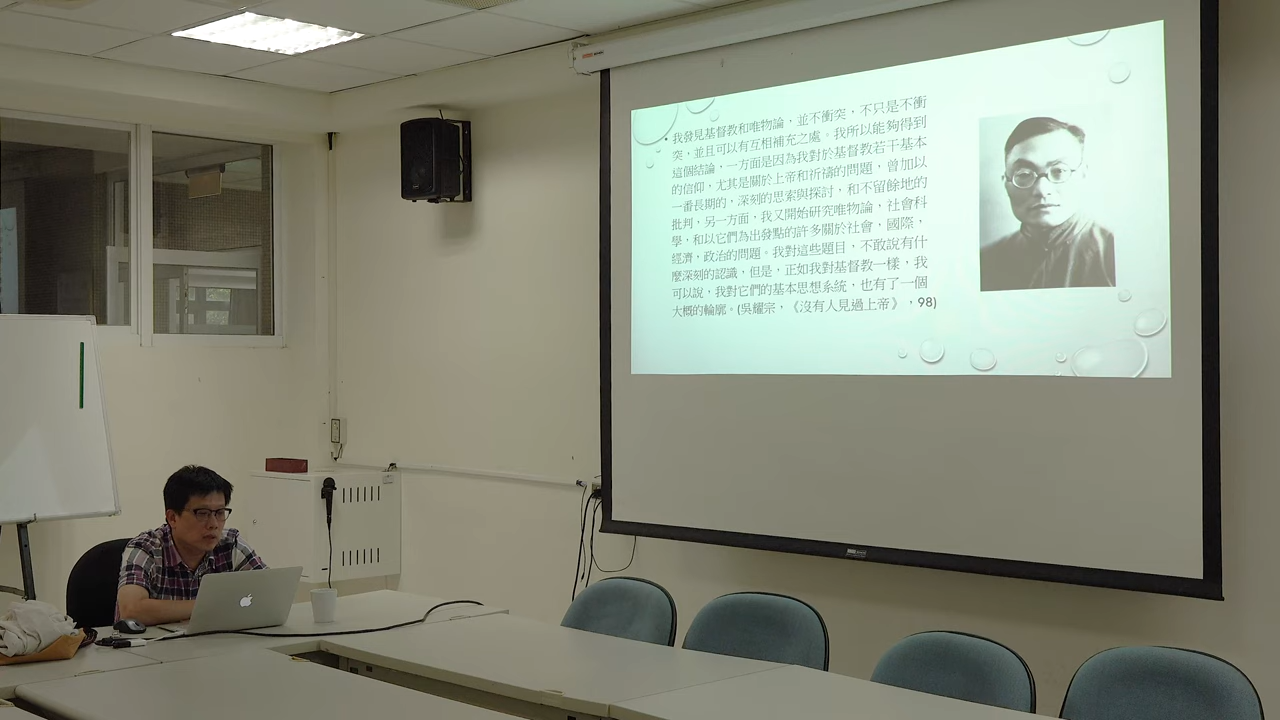 • 我發見基督教和唯物論，並不衝突，不只是不衝
突，並且可以有互相補充之處。我所以能夠得到
這個結論，一方面是因為我對於基督教若干基本
的信仰，尤其是關於上帝和祈禱的問題，曾加以
一番長期的，深刻的思索與探討，和不留餘地的
批判，另一方面，我又開始研究唯物論，社會科
學，和以它們為出發點的許多關於社會，國際，
經濟，政治的問題。我對這些題目，不敢說有什
麼深刻的認識，但是，正如我對基督教一樣，我
可以說，我對它們的基本思想系統，也有了一個
大概的輪廓。(吳耀宗，《沒有人見過上帝》，98)